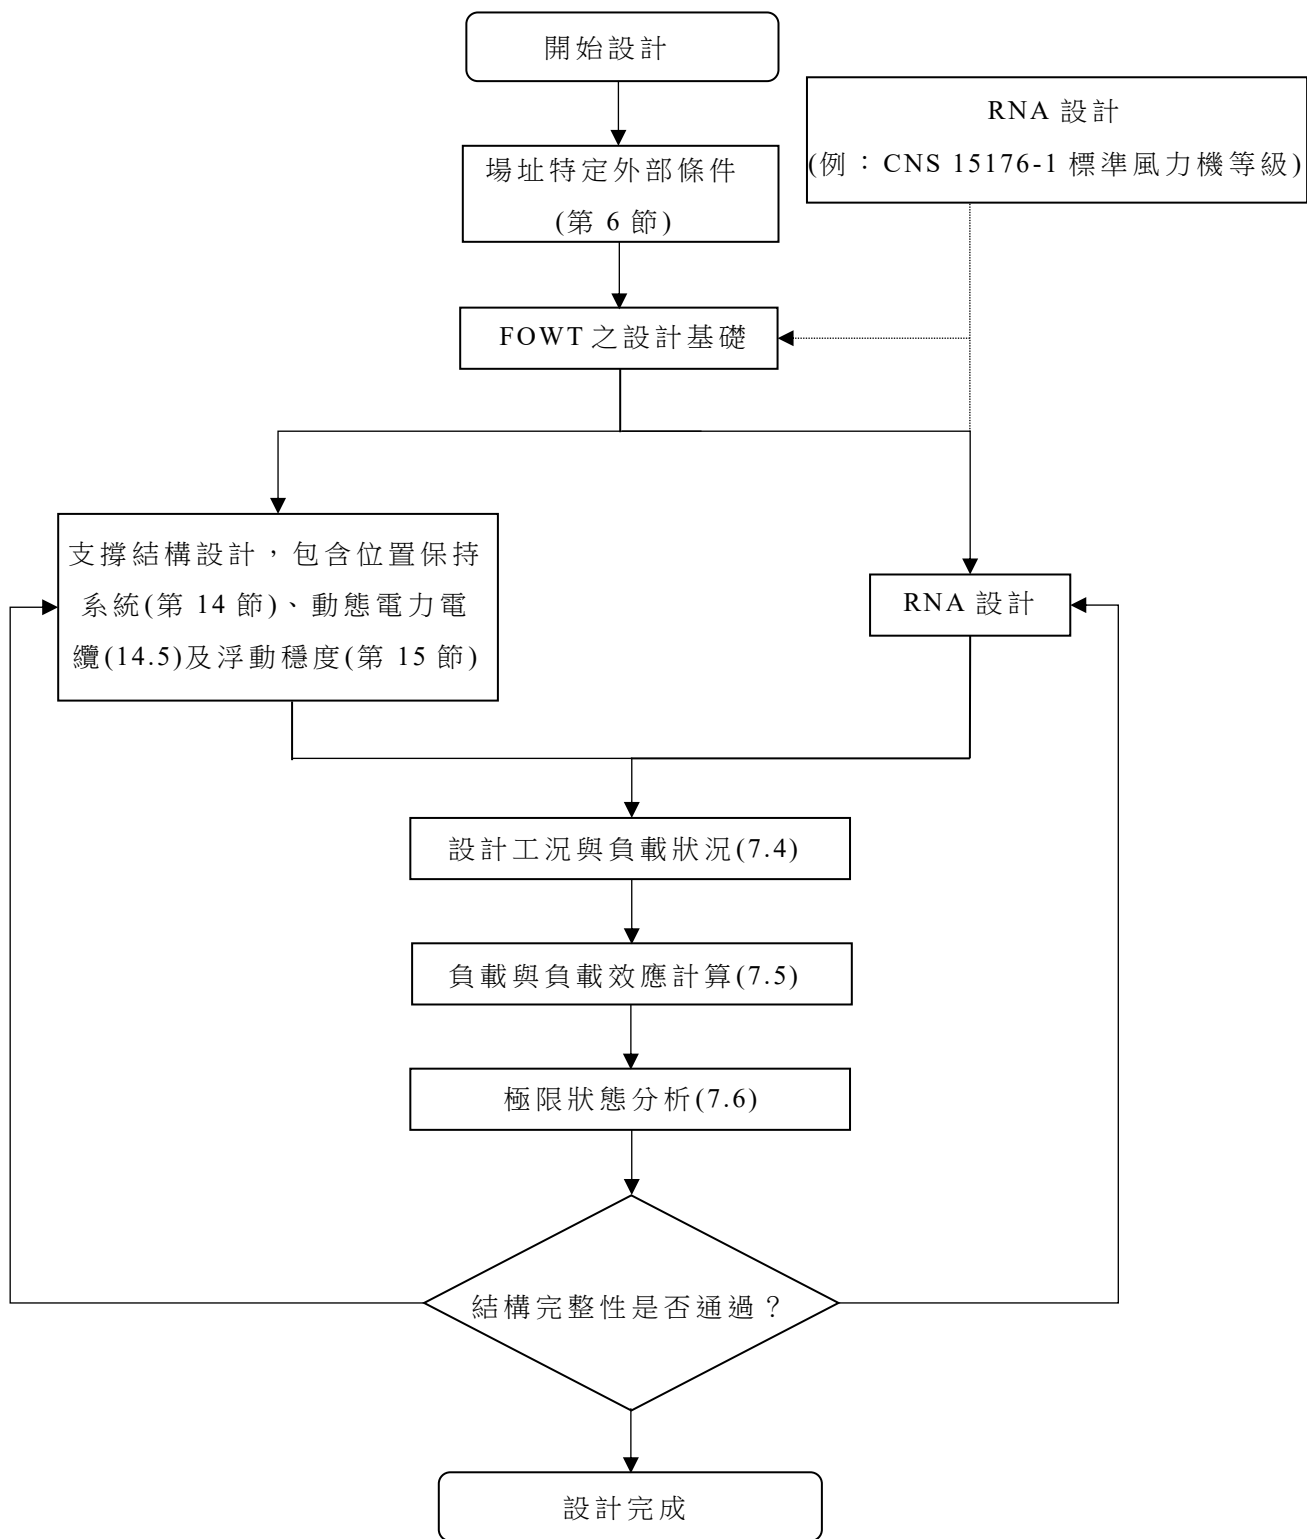 開始設計
RNA 設計
(例：CNS 15176-1 標準風力機等級)
場址特定外部條件
(第 6 節)
FOWT 之設計基礎
支撐結構設計，包含位置保持
系統(第 14 節)、動態電力電
纜(14.5)及浮動穩度(第 15 節)
RNA 設計
設計工況與負載狀況(7.4)
負載與負載效應計算(7.5)
極限狀態分析(7.6)
結構完整性是否通過？
設計完成